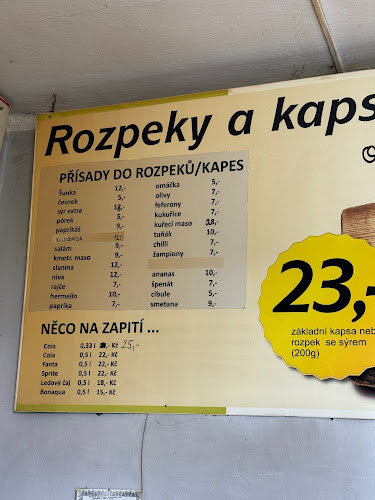 Rozpeky a kaps
PŘÍSADY DO ROZPEKŮ/KAPES
Šunka 12,-
česnek 5,-
sýr extra
pórek 5,-
paprikáš 9,-
salám 9,-
kmotr. maso 9,-
slanina 12,-
niva 12,-
rajče 7,-
hermelín 10,-
paprika 7,-
omáčka 5,-
olivy 7,-
feferony 7,-
kukuřice 7,-
kuřecí maso 18,-
tuňák 10,-
chilli 7,-
žampiony 7,-
ananas 10,-
špenát 7,-
cibule 5,-
smetana 9,-
23,-
základní kapsa neb
rozpek se sýrem
(200g)
NĚCO NA ZAPITÍ ...
Cola 0,33 l Kč 25,-
Cola 0,5 l 22,- Kč
Fanta 0,5 l 22,- Kč
Sprite 0,5 l 22,- Kč
Ledový čaj 0,5 l 22,- Kč
Bonaqua 0,5 l 15,- Kč